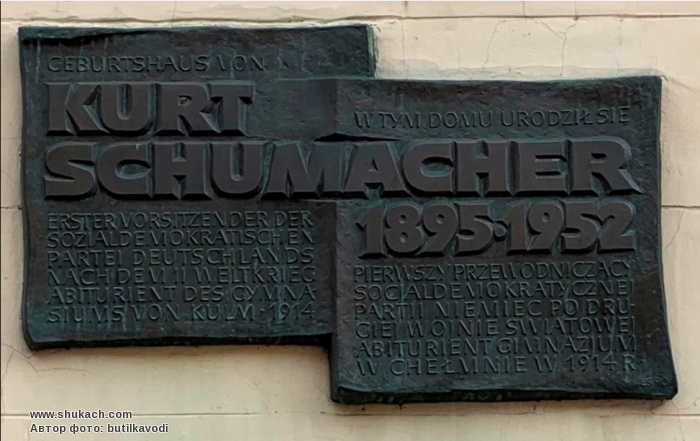 GEBURTSHAUS VON
KURT
SCHUMACHER
ERSTER VORSITZENDER DER
SOZIALDEMOKRATISCHEN
PARTEI DEUTSCHLANDS
NACH DEM II WELTKRIEG
ABITURIENT DES GYMNA-
SIUMS VON KULM · 1914
W TYM DOMU URODZIŁ SIĘ
1895·1952
PIERWSZY PRZEWODNICZĄCY
SOCJALDEMOKRATYCZNEJ
PARTII NIEMIEC PO DRU-
GIEJ WOJNIE ŚWIATOWEJ
ABITURIENT GIMNAZJUM
W CHEŁMNIE W 1914 R
www.shukach.com
Автор фото: butilkavodi